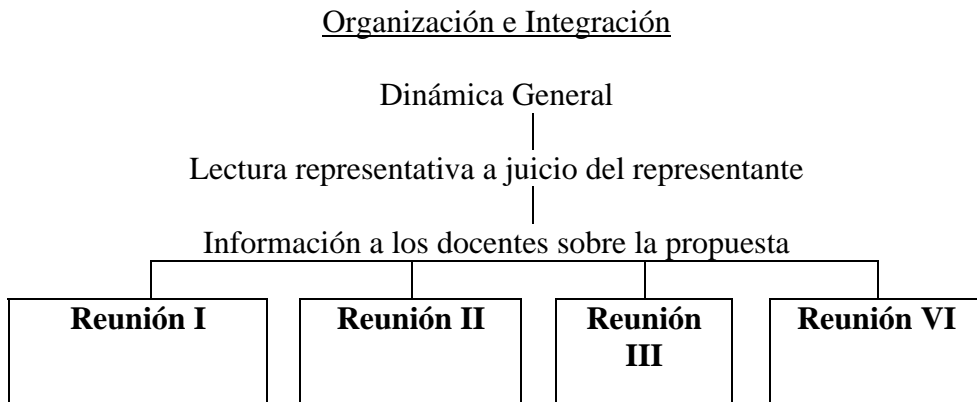 Organización e Integración
Dinámica General
Lectura representativa a juicio del representante
Información a los docentes sobre la propuesta
Reunión I
Reunión II
Reunión
III
Reunión VI